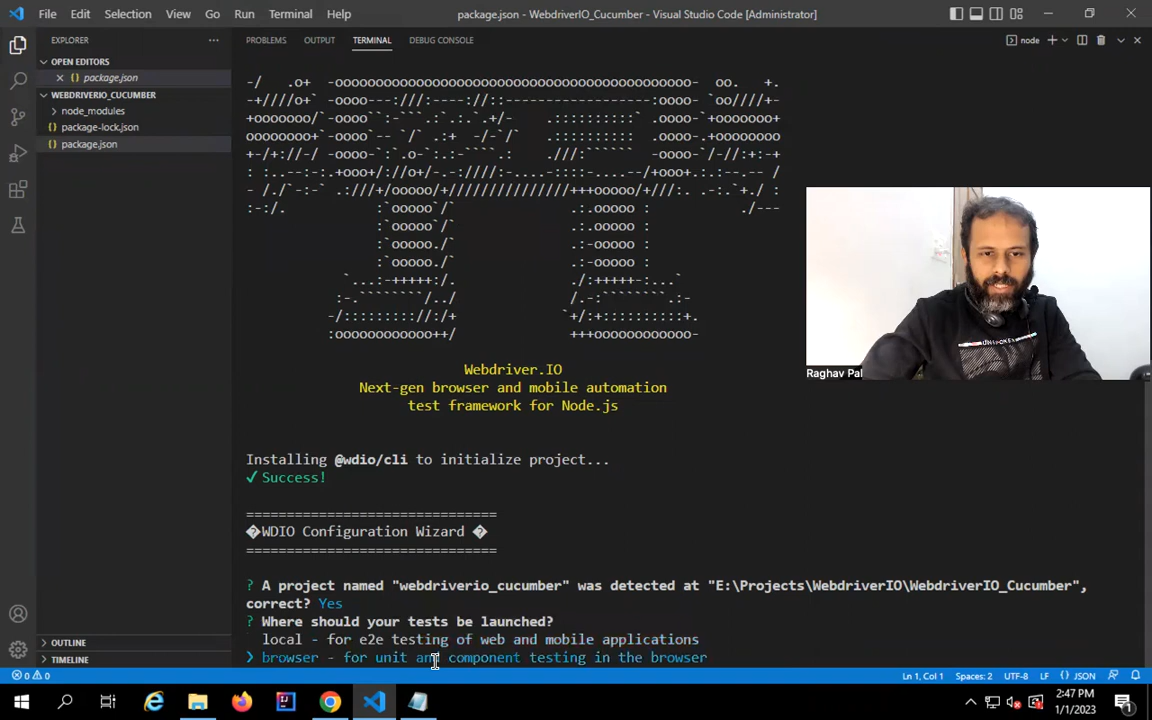 File Edit Selection View Go Run Terminal Help
package.json - WebdriverIO_Cucumber - Visual Studio Code [Administrator]
EXPLORER
OPEN EDITORS
package.json
WEBDRIVERIO_CUCUMBER
node_modules
package-lock.json
package.json
OUTLINE
TIMELINE
PROBLEMS OUTPUT TERMINAL DEBUG CONSOLE
node
Webdriver.IO
Next-gen browser and mobile automation
test framework for Node.js
Installing @wdio/cli to initialize project...
✓ Success!
==============================
�WDIO Configuration Wizard �
==============================
? A project named "webdriverio_cucumber" was detected at "E:\Projects\WebdriverIO\WebdriverIO_Cucumber",
correct? Yes
? Where should your tests be launched?
local - for e2e testing of web and mobile applications
❯ browser - for unit and component testing in the browser
Raghav Pal
0 0
Ln 1, Col 1 Spaces: 2 UTF-8 LF {} JSON
2:47 PM
1/1/2023